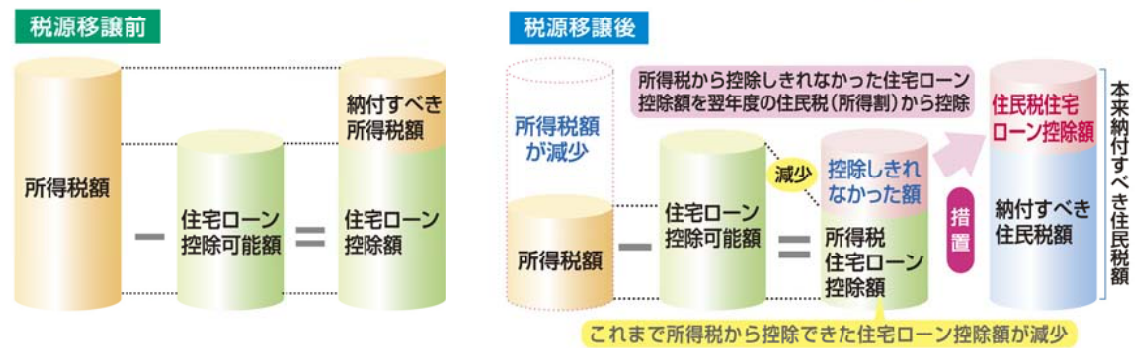 税源移譲前
所得税額
住宅ローン
控除可能額
納付すべき
所得税額
住宅ローン
控除額
税源移譲後
所得税から控除しきれなかった住宅ローン
控除額を翌年度の住民税（所得割）から控除
所得税額
が減少
所得税額
住宅ローン
控除可能額
減少
控除しきれ
なかった額
所得税
住宅ローン
控除額
措置
住民税住宅
ローン控除額
納付すべき
住民税額
本来納付すべき住民税額
これまで所得税から控除できた住宅ローン控除額が減少